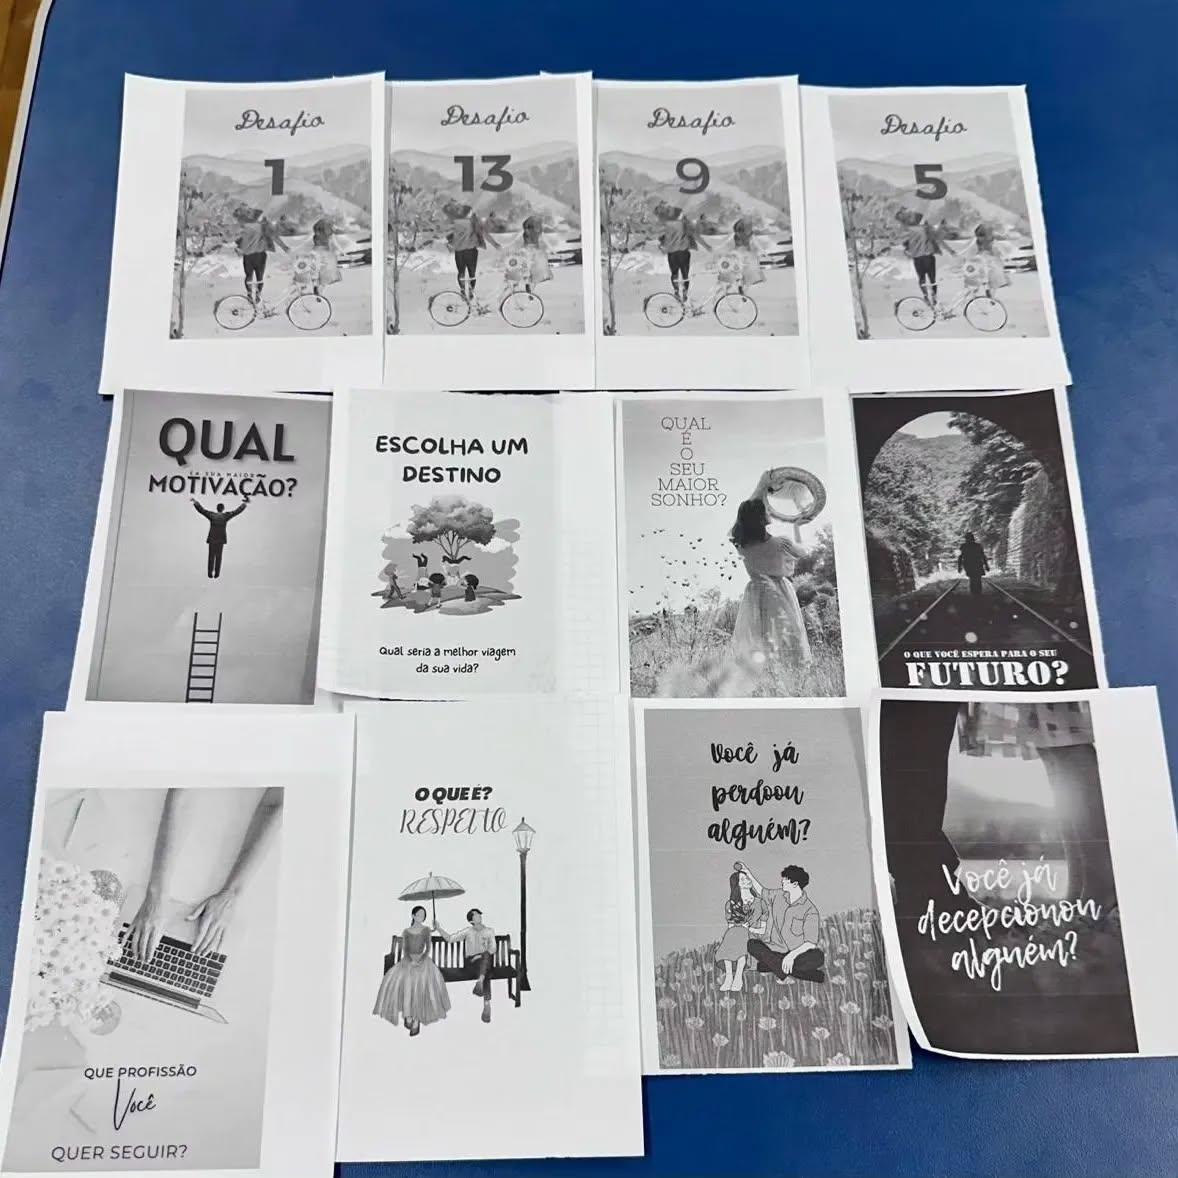 Desafio
1
Desafio
13
Desafio
9
Desafio
5
QUAL
É A SUA MAIOR
MOTIVAÇÃO?
ESCOLHA UM
DESTINO
Qual seria a melhor viagem
da sua vida?
QUAL
É
O
SEU
MAIOR
SONHO?
O QUE VOCÊ ESPERA PARA O SEU
FUTURO?
QUE PROFISSÃO
Você
QUER SEGUIR?
O QUE É?
RESPEITO
Você já
perdoou
alguém?
Você já
decepcionou
alguém?